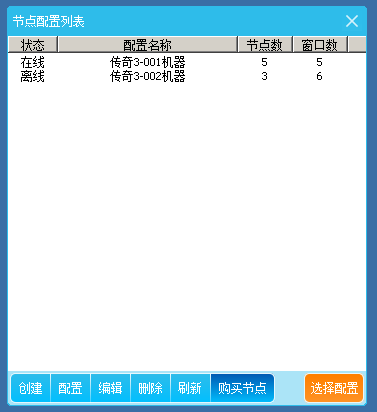 节点配置列表
状态 配置名称 节点数 窗口数
在线 传奇3-001机器 5 5
离线 传奇3-002机器 3 6
创建 配置 编辑 删除 刷新 购买节点 选择配置